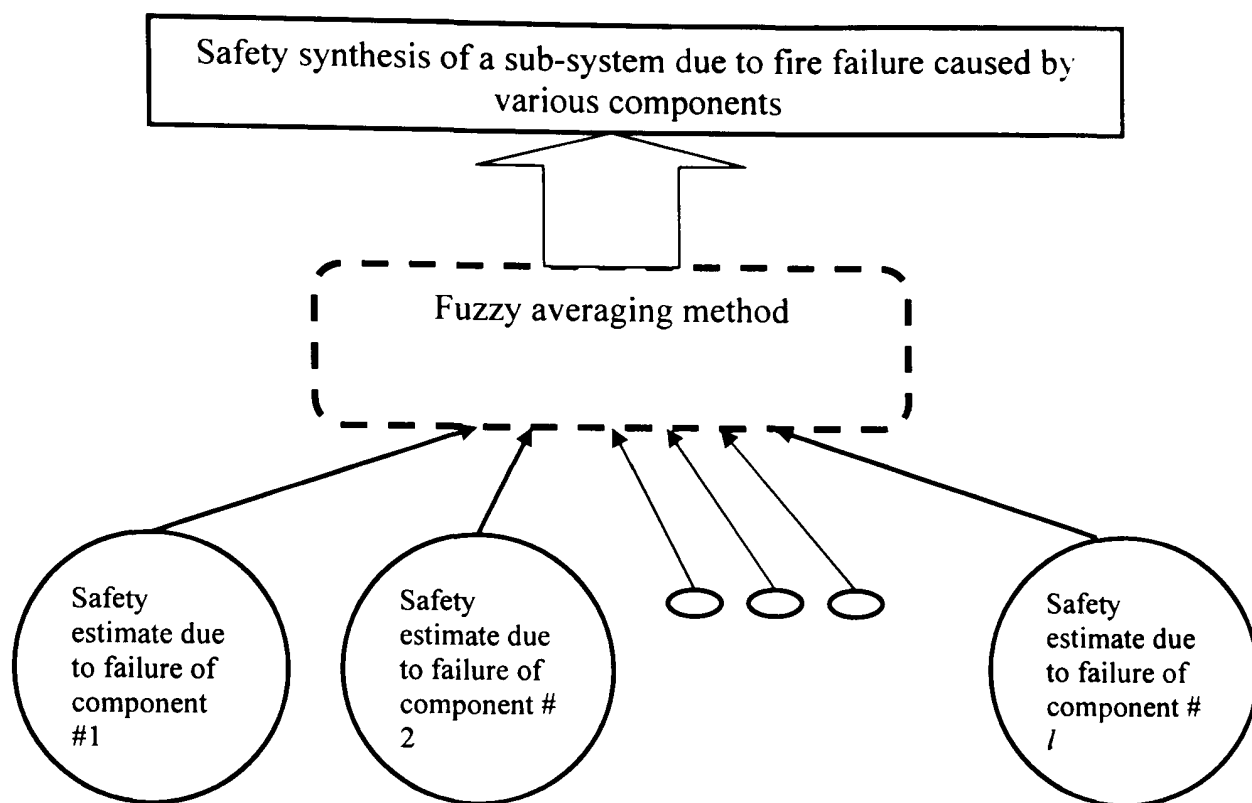 Safety synthesis of a sub-system due to fire failure caused by
various components
Fuzzy averaging method
Safety
estimate due
to failure of
component
#1
Safety
estimate due
to failure of
component #
2
Safety
estimate due
to failure of
component #
l